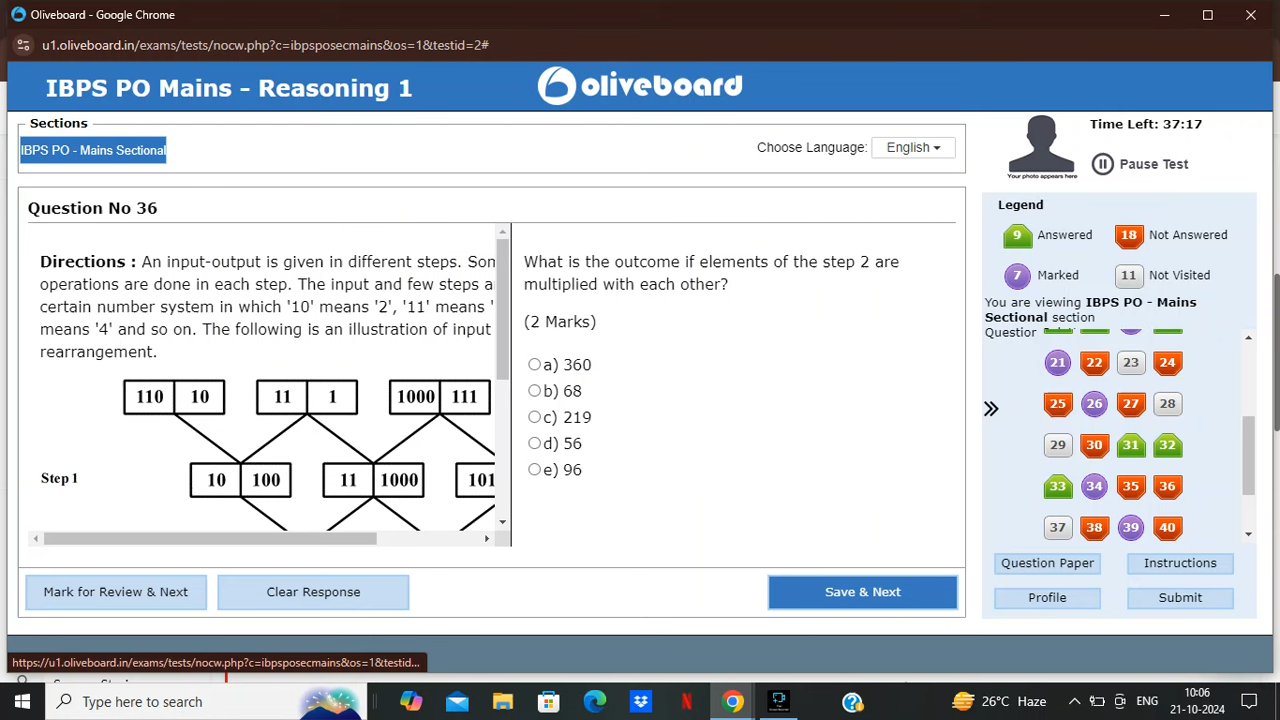 Oliveboard - Google Chrome
u1.oliveboard.in/exams/tests/nocw.php?c=ibpsposecmains&os=1&testid=2#
IBPS PO Mains - Reasoning 1
oliveboard
Sections
IBPS PO - Mains Sectional
Choose Language:
English
Your photo appears here
Time Left: 37:17
Pause Test
Question No 36
Directions : An input-output is given in different steps. Som
operations are done in each step. The input and few steps a
certain number system in which '10' means '2', '11' means '
means '4' and so on. The following is an illustration of input
rearrangement.
110 10 11 1 1000 111
Step 1 10 100 11 1000 101
What is the outcome if elements of the step 2 are
multiplied with each other?
(2 Marks)
a) 360
b) 68
c) 219
d) 56
e) 96
Mark for Review & Next
Clear Response
Save & Next
Legend
9 Answered 18 Not Answered
7 Marked 11 Not Visited
You are viewing IBPS PO - Mains
Sectional section
Question
21 22 23 24
25 26 27 28
29 30 31 32
33 34 35 36
37 38 39 40
Question Paper Instructions
Profile Submit
https://u1.oliveboard.in/exams/tests/nocw.php?c=ibpsposecmains&os=1&testid...
Type here to search
26°C Haze
ENG
10:06
21-10-2024